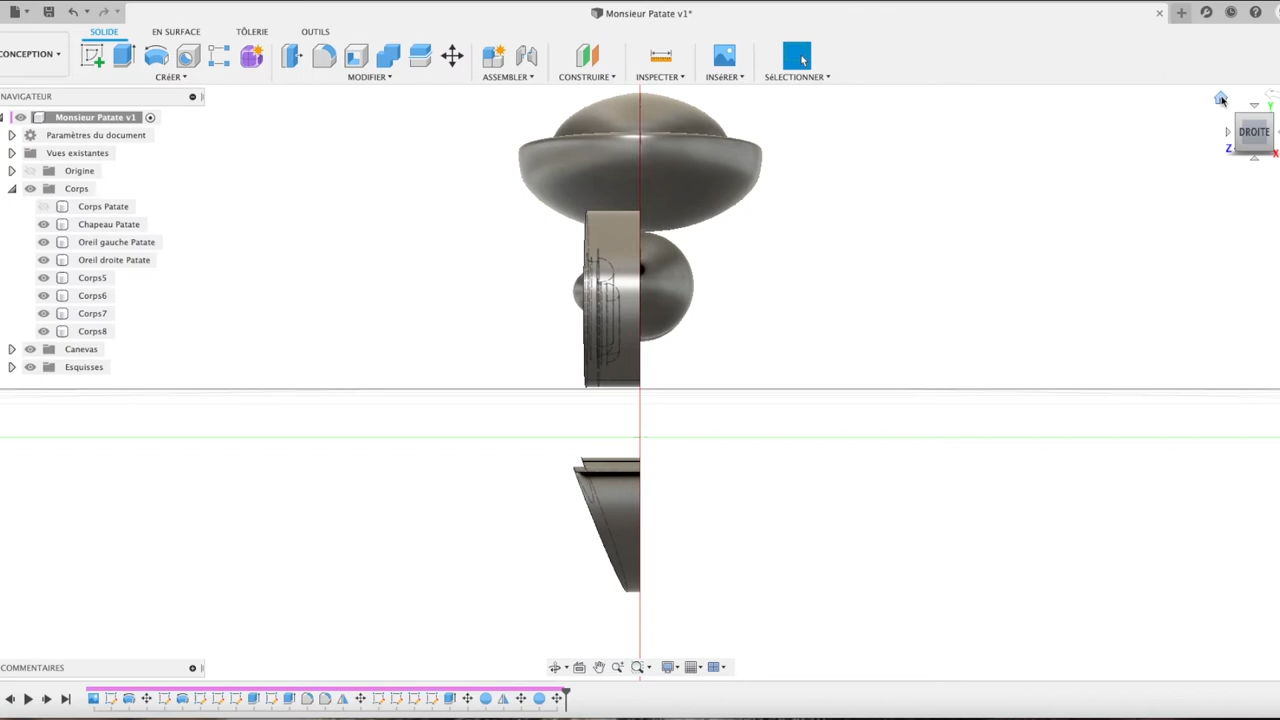 Monsieur Patate v1*
SOLIDE
EN SURFACE
TÔLERIE
OUTILS
CONCEPTION
CRÉER
MODIFIER
ASSEMBLER
CONSTRUIRE
INSPECTER
INSÉRER
SÉLECTIONNER
NAVIGATEUR
Monsieur Patate v1
Paramètres du document
Vues existantes
Origine
Corps
Corps Patate
Chapeau Patate
Oreil gauche Patate
Oreil droite Patate
Corps5
Corps6
Corps7
Corps8
Canevas
Esquisses
Y
DROITE
Z
X
COMMENTAIRES